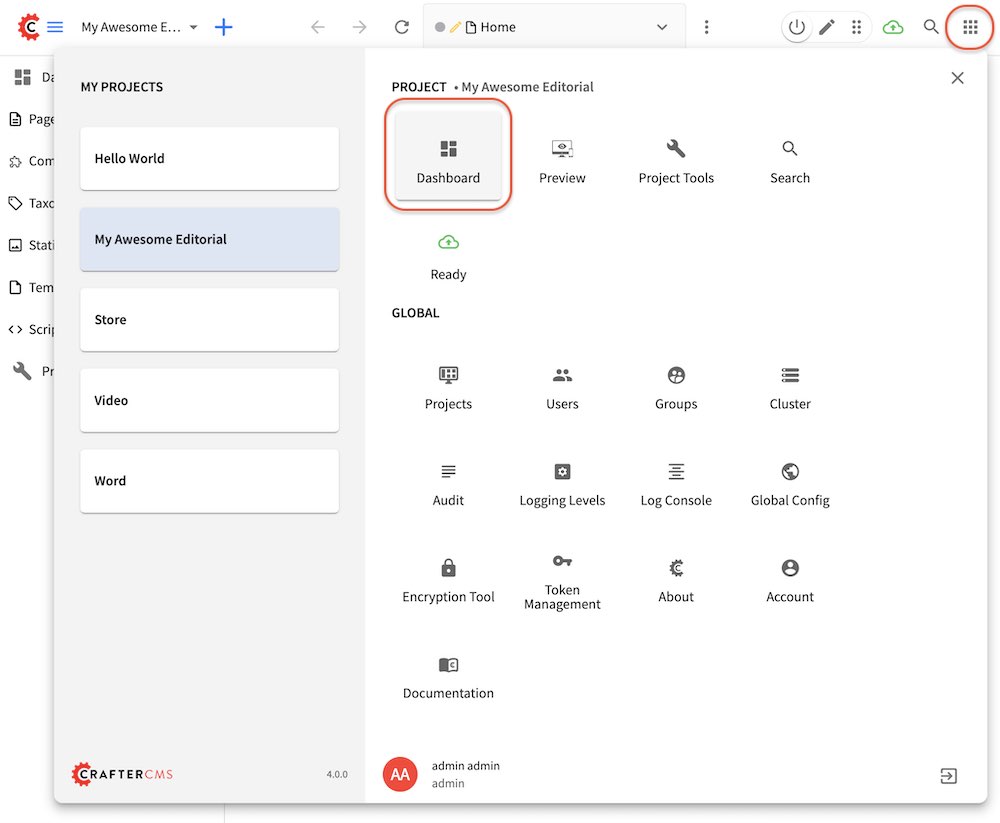 My Awesome E...
Home
Da
Page
Com
Taxo
Stati
Tem
Scrip
Pr
MY PROJECTS
Hello World
My Awesome Editorial
Store
Video
Word
CRAFTERCMS
4.0.0
PROJECT • My Awesome Editorial
Dashboard
Preview
Project Tools
Search
Ready
GLOBAL
Projects
Users
Groups
Cluster
Audit
Logging Levels
Log Console
Global Config
Encryption Tool
Token
Management
About
Account
Documentation
AA
admin admin
admin